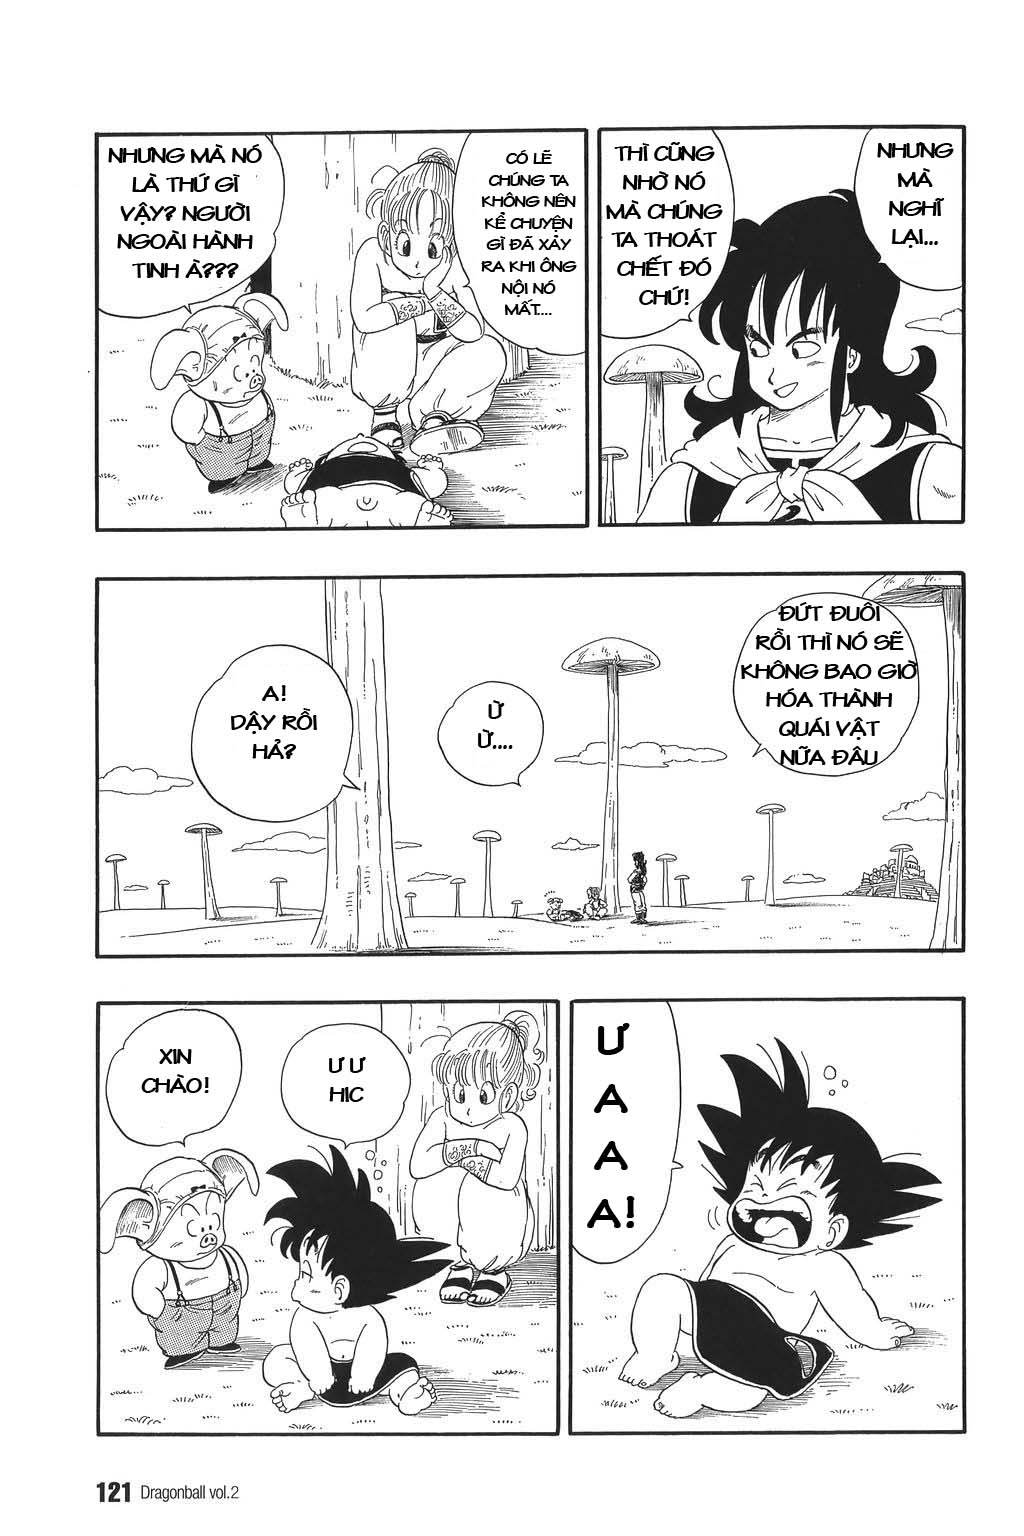 NHƯNG
MÀ
NGHĨ
LẠI...
THÌ CŨNG
NHỜ NÓ
MÀ CHÚNG
TA THOÁT
CHẾT ĐÓ
CHỨ!
CÓ LẼ
CHÚNG TA
KHÔNG NÊN
KỂ CHUYỆN
GÌ ĐÃ XẢY
RA KHI ÔNG
NỘI NÓ
MẤT....
NHƯNG MÀ NÓ
LÀ THỨ GÌ
VẬY? NGƯỜI
NGOÀI HÀNH
TINH À???
ĐỨT ĐUÔI
RỒI THÌ NÓ SẼ
KHÔNG BAO GIỜ
HÓA THÀNH
QUÁI VẬT
NỮA ĐÂU
Ừ
Ừ....
A!
DẬY RỒI
HẢ?
Ư
A
A
A!
Ư Ư
HIC
XIN
CHÀO!
121 Dragonball vol.2